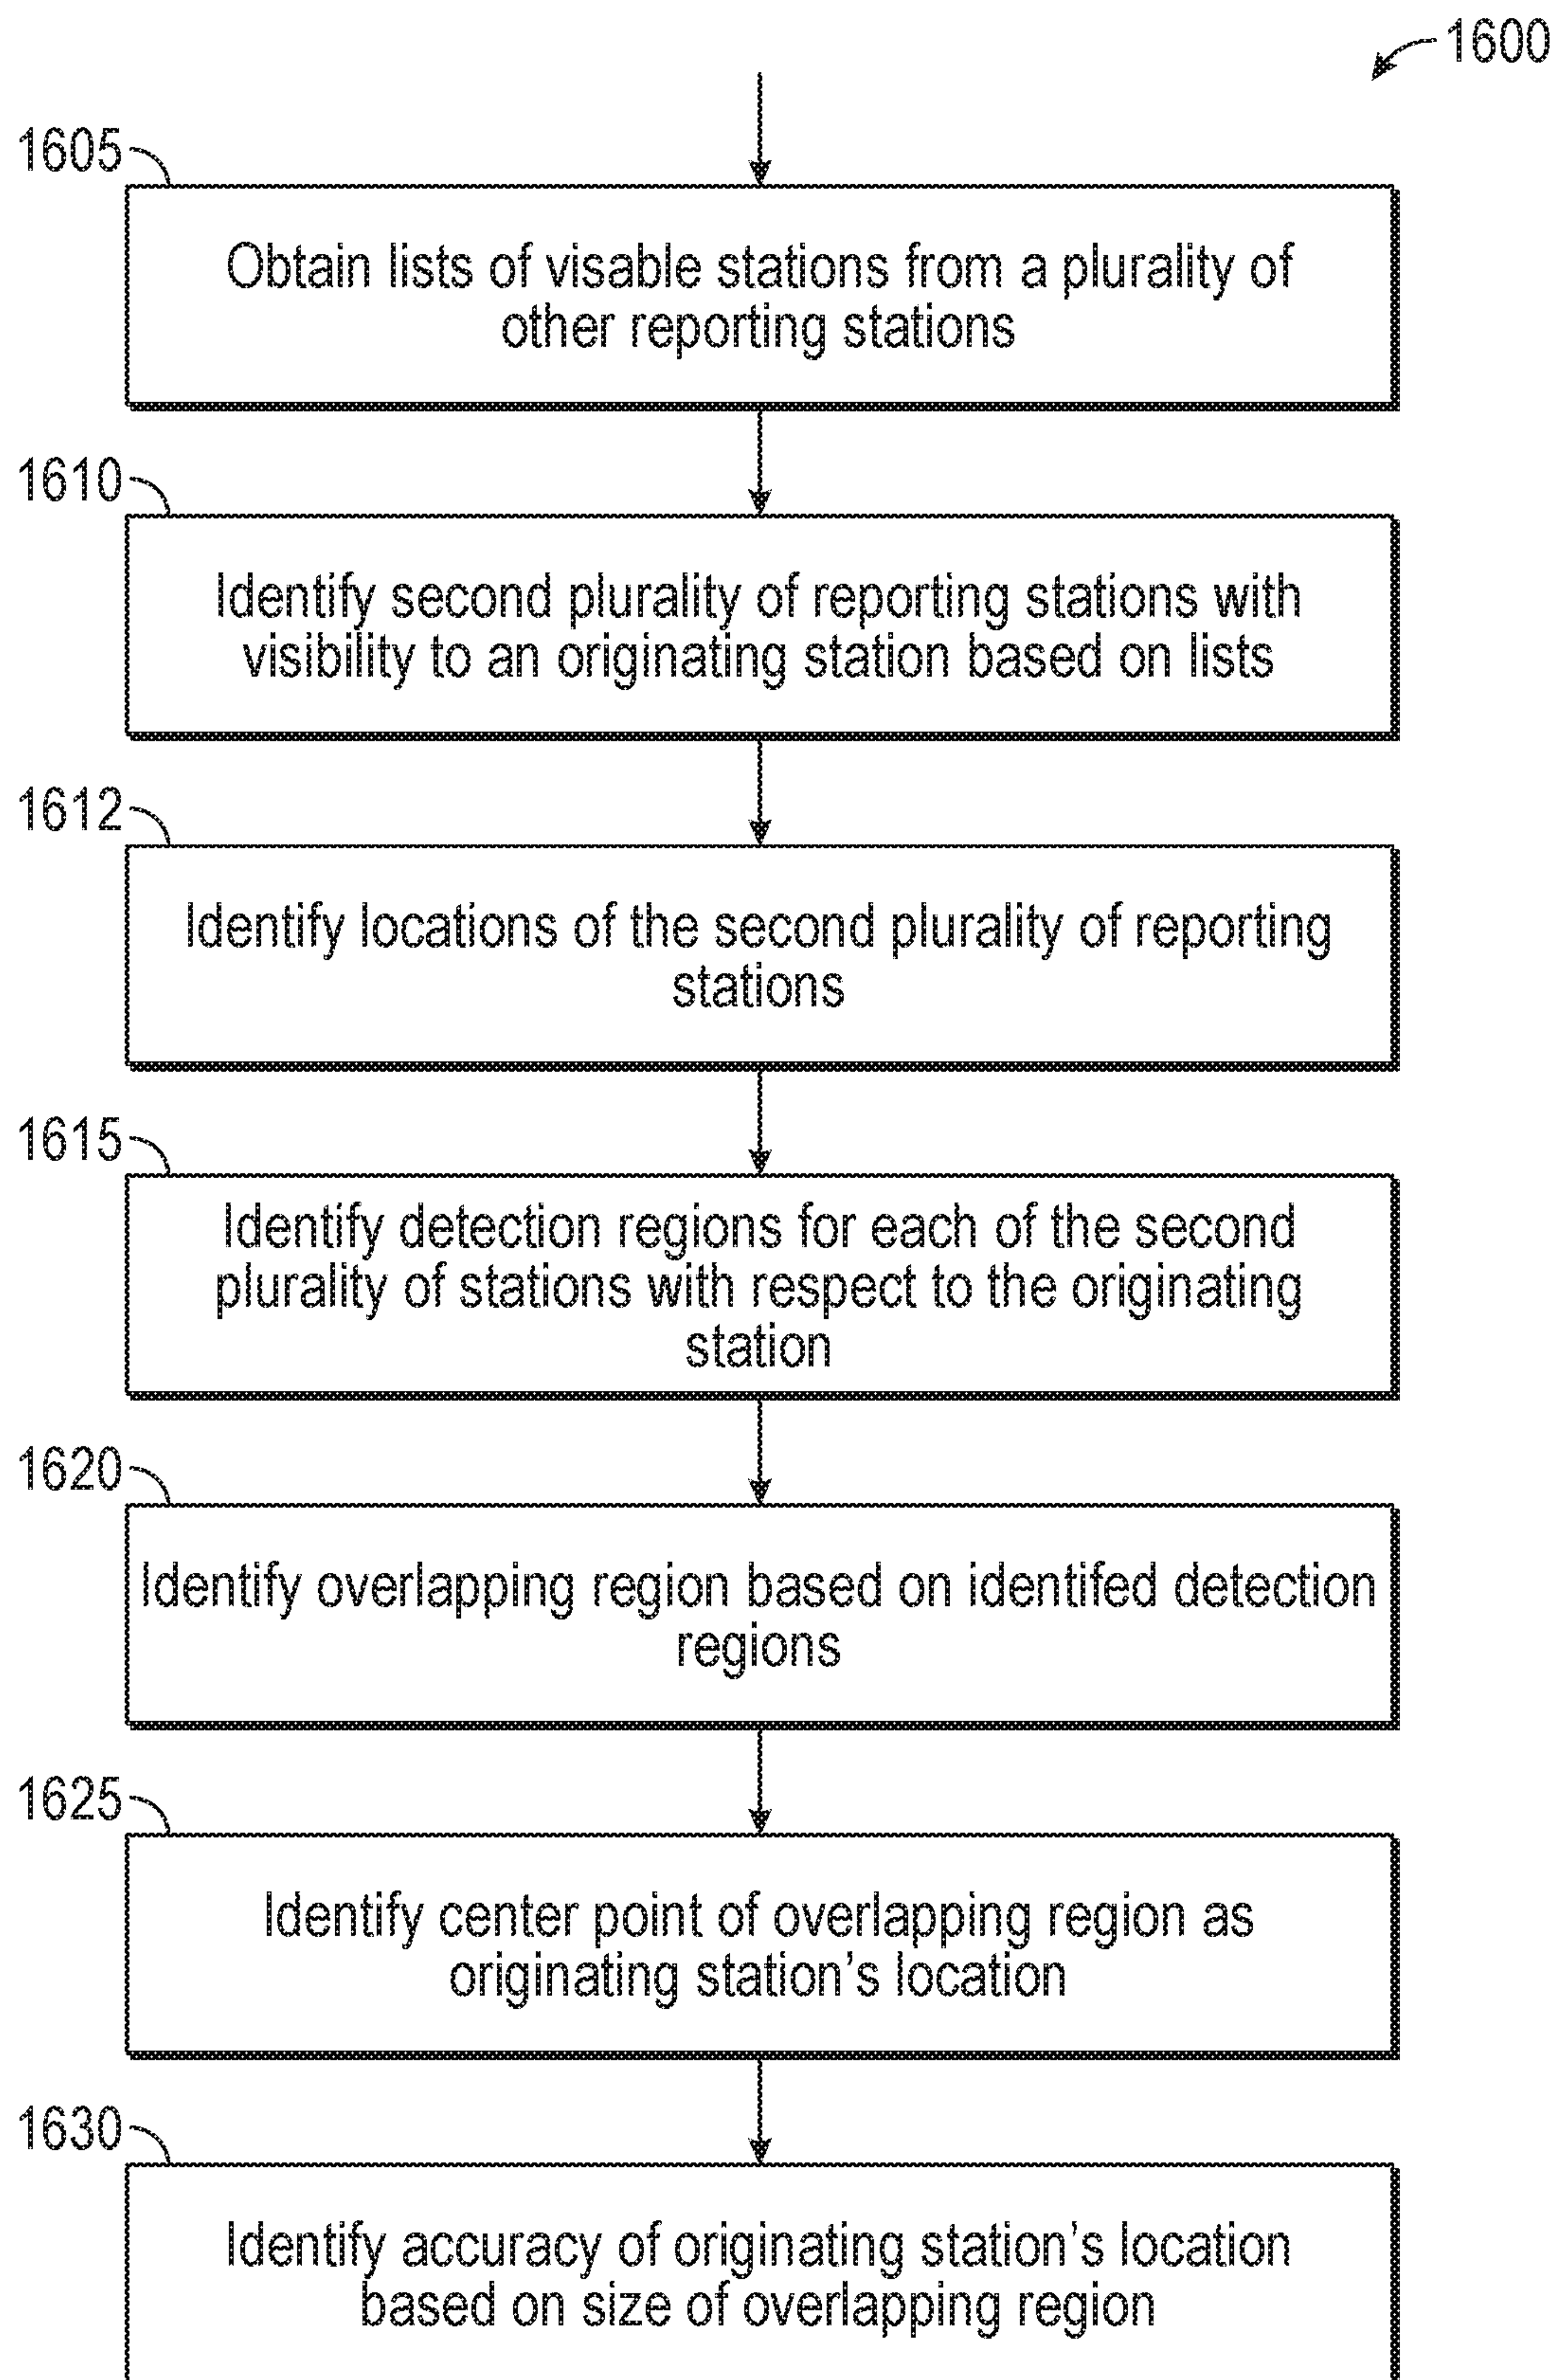 1600
1605
Obtain lists of visable stations from a plurality of
other reporting stations
1610
Identify second plurality of reporting stations with
visibility to an originating station based on lists
1612
Identify locations of the second plurality of reporting
stations
1615
Identify detection regions for each of the second
plurality of stations with respect to the originating
station
1620
Identify overlapping region based on identifed detection
regions
1625
Identify center point of overlapping region as
originating station's location
1630
Identify accuracy of originating station's location
based on size of overlapping region